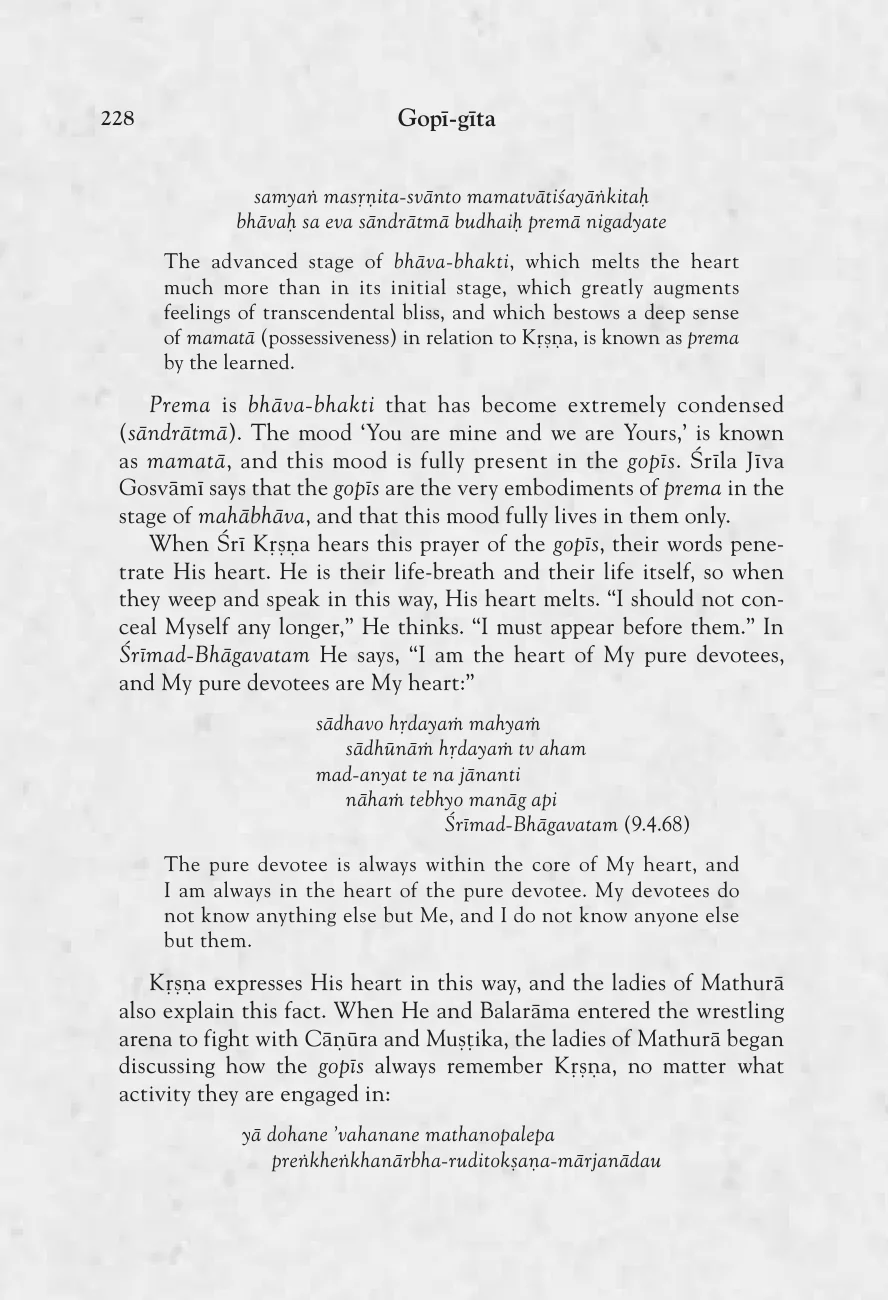 228
Gopī-gīta
samyaṅ masṛṇita-svānto mamatvātiśayāṅkitaḥ
bhāvaḥ sa eva sāndrātmā budhaiḥ premā nigadyate
The advanced stage of bhāva-bhakti, which melts the heart
much more than in its initial stage, which greatly augments
feelings of transcendental bliss, and which bestows a deep sense
of mamatā (possessiveness) in relation to Kṛṣṇa, is known as prema
by the learned.
Prema is bhāva-bhakti that has become extremely condensed
(sāndrātmā). The mood ‘You are mine and we are Yours,’ is known
as mamatā, and this mood is fully present in the gopīs. Śrīla Jīva
Gosvāmī says that the gopīs are the very embodiments of prema in the
stage of mahābhāva, and that this mood fully lives in them only.
When Śrī Kṛṣṇa hears this prayer of the gopīs, their words pene-
trate His heart. He is their life-breath and their life itself, so when
they weep and speak in this way, His heart melts. “I should not con-
ceal Myself any longer,” He thinks. “I must appear before them.” In
Śrīmad-Bhāgavatam He says, “I am the heart of My pure devotees,
and My pure devotees are My heart:”
sādhavo hṛdayaṁ mahyaṁ
sādhūnāṁ hṛdayaṁ tv aham
mad-anyat te na jānanti
nāhaṁ tebhyo manāg api
Śrīmad-Bhāgavatam (9.4.68)
The pure devotee is always within the core of My heart, and
I am always in the heart of the pure devotee. My devotees do
not know anything else but Me, and I do not know anyone else
but them.
Kṛṣṇa expresses His heart in this way, and the ladies of Mathurā
also explain this fact. When He and Balarāma entered the wrestling
arena to fight with Cāṇūra and Muṣṭika, the ladies of Mathurā began
discussing how the gopīs always remember Kṛṣṇa, no matter what
activity they are engaged in:
yā dohane ’vahanane mathanopalepa
preṅkheṅkhanārbha-ruditokṣaṇa-mārjanādau